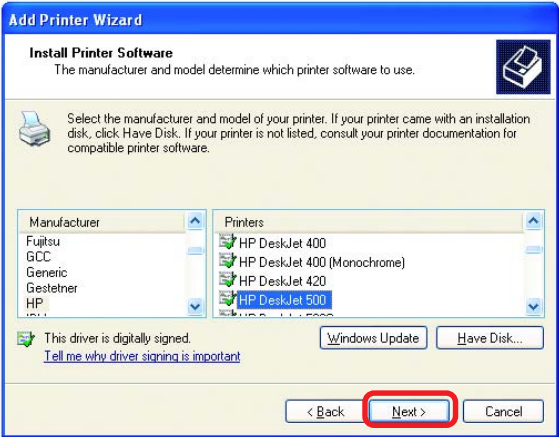 Add Printer Wizard
Install Printer Software
The manufacturer and model determine which printer software to use.
Select the manufacturer and model of your printer. If your printer came with an installation
disk, click Have Disk. If your printer is not listed, consult your printer documentation for
compatible printer software.
Manufacturer
Fujitsu
GCC
Generic
Gestetner
HP
Printers
HP DeskJet 400
HP DeskJet 400 (Monochrome)
HP DeskJet 420
HP DeskJet 500
This driver is digitally signed.
Tell me why driver signing is important
Windows Update
Have Disk...
< Back
Next >
Cancel